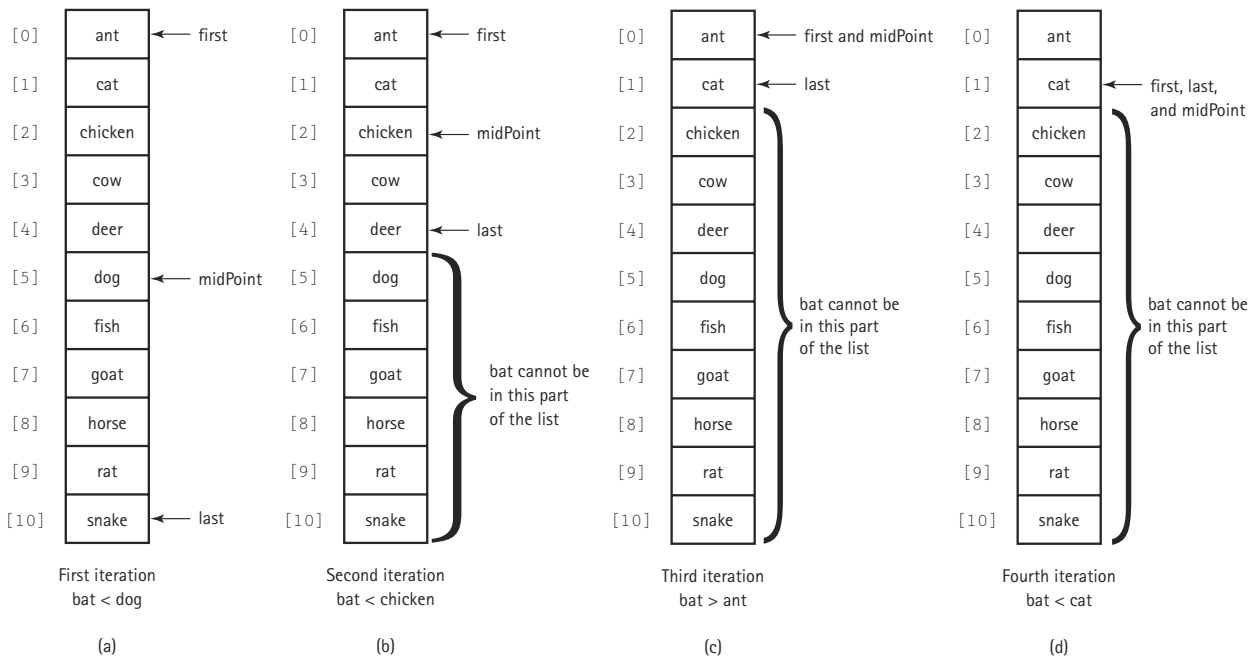 [0] ant first
[1] cat
[2] chicken
[3] cow
[4] deer
[5] dog midPoint
[6] fish
[7] goat
[8] horse
[9] rat
[10] snake last
First iteration
bat < dog
(a)
[0] ant first
[1] cat
[2] chicken midPoint
[3] cow
[4] deer last
[5] dog
[6] fish
[7] goat
[8] horse
[9] rat
[10] snake
bat cannot be
in this part
of the list
Second iteration
bat < chicken
(b)
[0] ant first and midPoint
[1] cat last
[2] chicken
[3] cow
[4] deer
[5] dog
[6] fish
[7] goat
[8] horse
[9] rat
[10] snake
bat cannot be
in this part
of the list
Third iteration
bat > ant
(c)
[0] ant
[1] cat first, last,
and midPoint
[2] chicken
[3] cow
[4] deer
[5] dog
[6] fish
[7] goat
[8] horse
[9] rat
[10] snake
bat cannot be
in this part
of the list
Fourth iteration
bat < cat
(d)